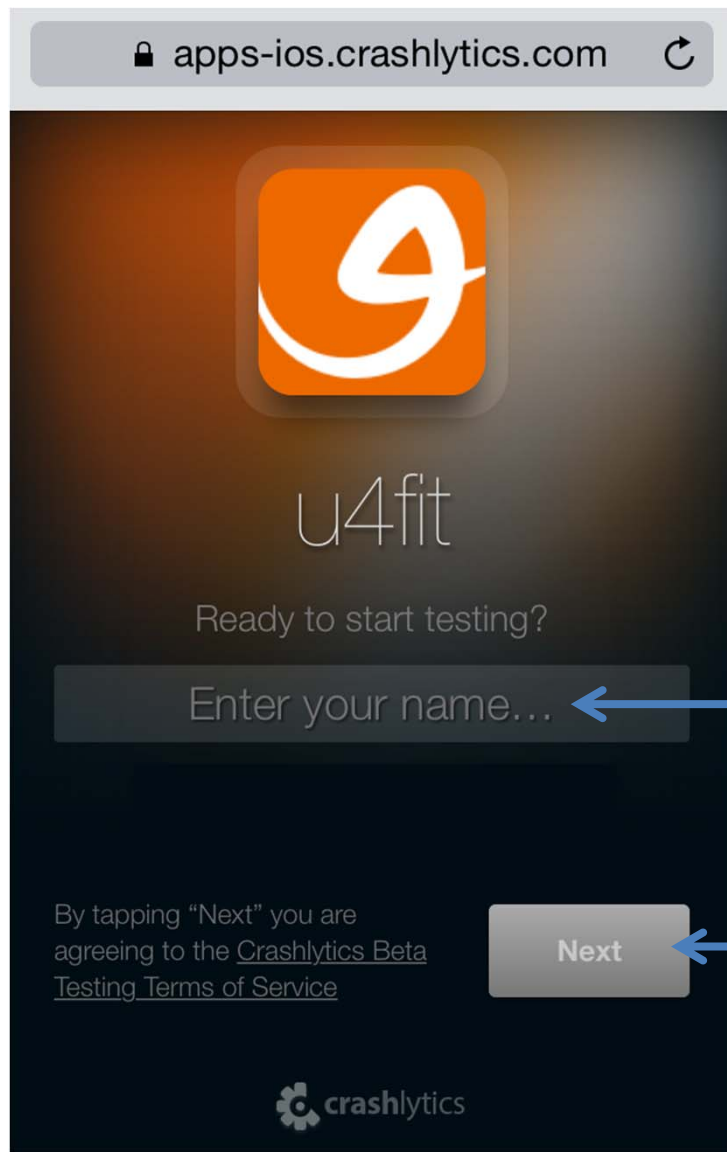 apps-ios.crashlytics.com
u4fit
Ready to start testing?
Enter your name...
By tapping “Next” you are
agreeing to the Crashlytics Beta
Testing Terms of Service
Next
crashlytics